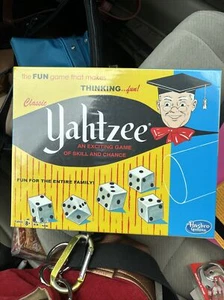 the FUN game that makes
THINKING...fun!
Classic
Yahtzee®
AN EXCITING GAME
OF SKILL AND CHANCE
FUN FOR THE ENTIRE FAMILY!
Hasbro
Gaming